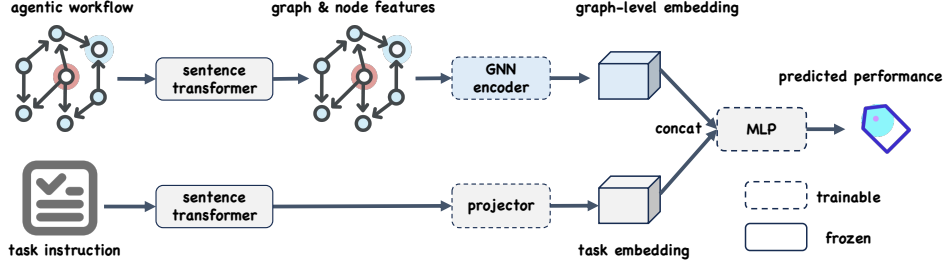 agentic workflow
graph & node features
graph-level embedding
sentence
transformer
GNN
encoder
predicted performance
concat
MLP
sentence
transformer
projector
trainable
task instruction
task embedding
frozen